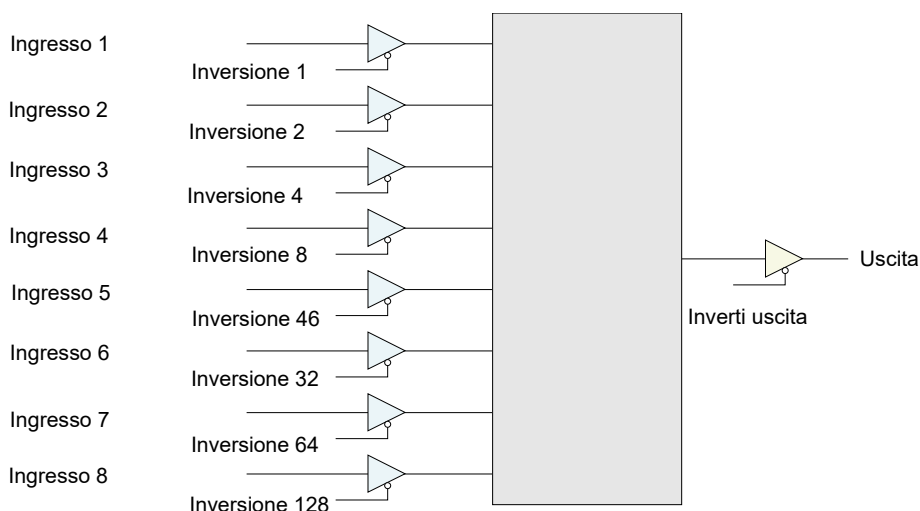 Ingresso 1
Inversione 1
Ingresso 2
Inversione 2
Ingresso 3
Inversione 4
Ingresso 4
Inversione 8
Uscita
Ingresso 5
Inversione 46
Inverti uscita
Ingresso 6
Inversione 32
Ingresso 7
Inversione 64
Ingresso 8
Inversione 128